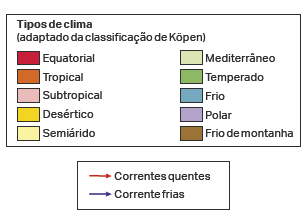 Tipos de clima
(adaptado da classificação de Köpen)
Equatorial
Tropical
Subtropical
Desértico
Semiárido
Mediterrâneo
Temperado
Frio
Polar
Frio de montanha
Correntes quentes
Corrente frias